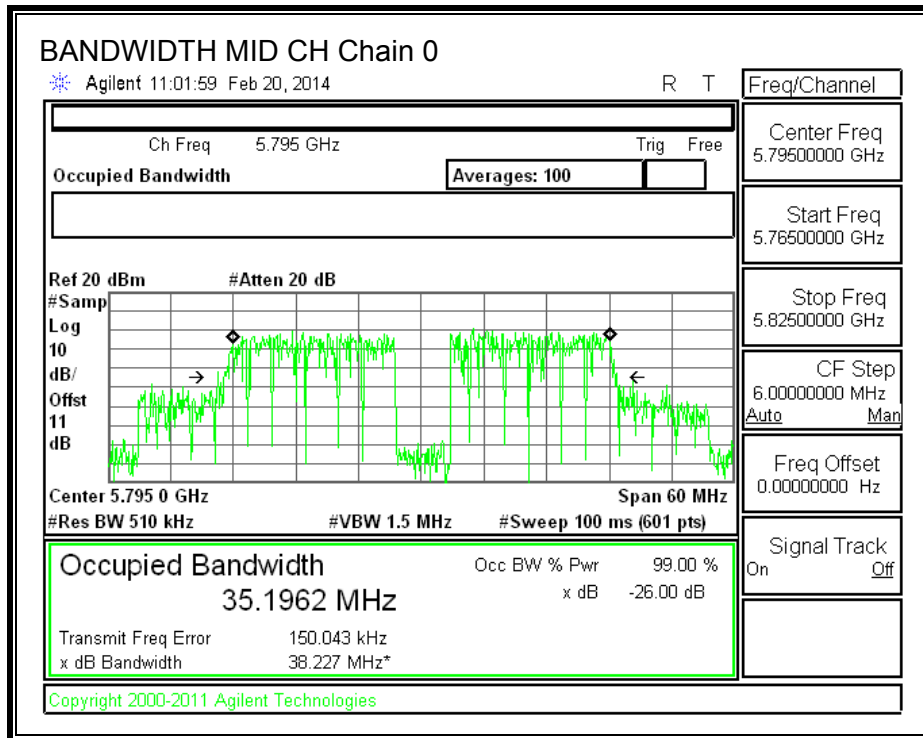 BANDWIDTH MID CH Chain 0
Agilent 11:01:59 Feb 20, 2014 R T
Freq/Channel
Ch Freq 5.795 GHz Trig Free
Occupied Bandwidth Averages: 100
Center Freq
5.79500000 GHz
Start Freq
5.76500000 GHz
Stop Freq
5.82500000 GHz
CF Step
6.00000000 MHz
Auto Man
Freq Offset
0.00000000 Hz
Signal Track
On Off
Ref 20 dBm #Atten 20 dB
#Samp
Log
10
dB/
Offst
11
dB
Center 5.795 0 GHz Span 60 MHz
#Res BW 510 kHz #VBW 1.5 MHz #Sweep 100 ms (601 pts)
Occupied Bandwidth Occ BW % Pwr 99.00 %
35.1962 MHz x dB -26.00 dB
Transmit Freq Error 150.043 kHz
x dB Bandwidth 38.227 MHz*
Copyright 2000-2011 Agilent Technologies